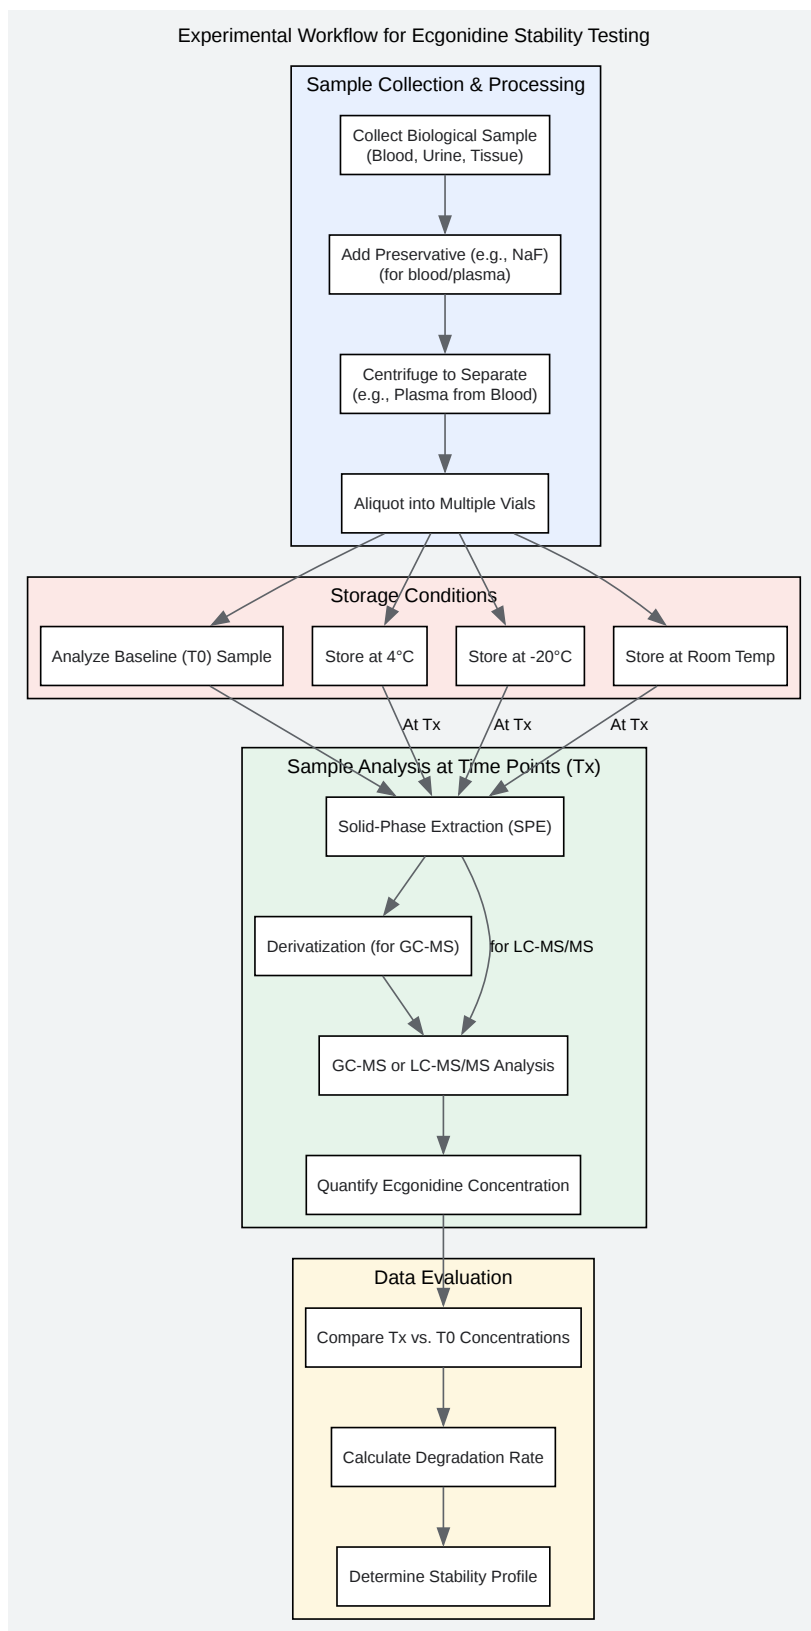 Experimental Workflow for Ecgonidine Stability Testing
Sample Collection & Processing
Collect Biological Sample
(Blood, Urine, Tissue)
Add Preservative (e.g., NaF)
(for blood/plasma)
Centrifuge to Separate
(e.g., Plasma from Blood)
Aliquot into Multiple Vials
Storage Conditions
Analyze Baseline (T0) Sample
Store at 4°C
Store at -20°C
Store at Room Temp
At Tx
At Tx
At Tx
Sample Analysis at Time Points (Tx)
Solid-Phase Extraction (SPE)
Derivatization (for GC-MS)
for LC-MS/MS
GC-MS or LC-MS/MS Analysis
Quantify Ecgonidine Concentration
Data Evaluation
Compare Tx vs. T0 Concentrations
Calculate Degradation Rate
Determine Stability Profile